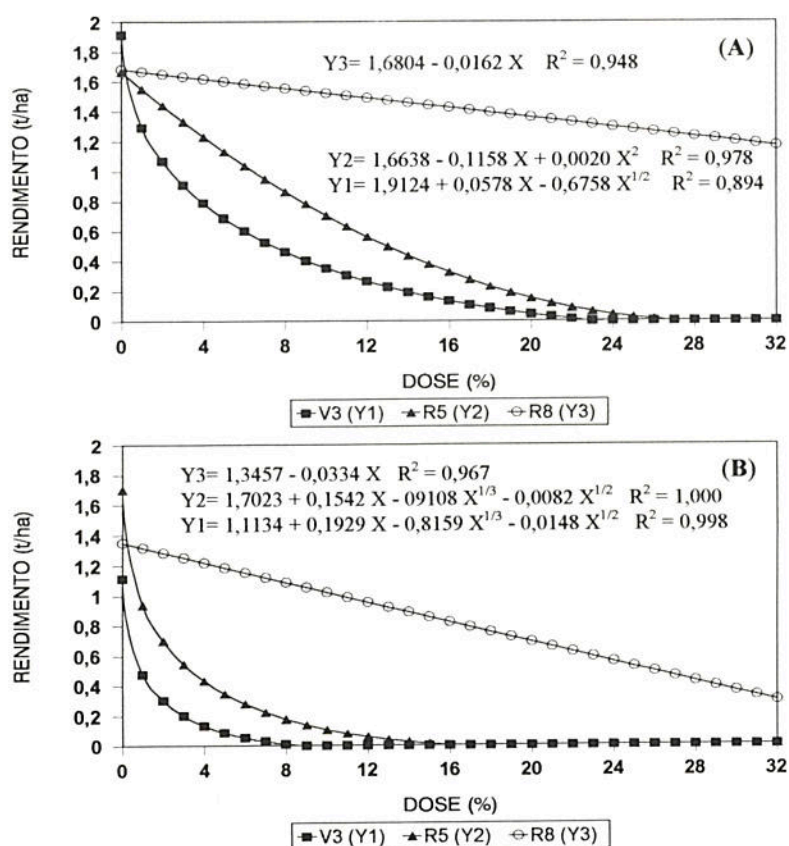 (A)
Y3= 1,6804 - 0,0162 X R² = 0,948
Y2= 1,6638 - 0,1158 X + 0,0020 X² R² = 0,978
Y1= 1,9124 + 0,0578 X - 0,6758 X^1/2 R² = 0,894
RENDIMENTO (t/ha)
2
1,8
1,6
1,4
1,2
1
0,8
0,6
0,4
0,2
0
0 4 8 12 16 20 24 28 32
DOSE (%)
V3 (Y1) R5 (Y2) R8 (Y3)
(B)
Y3= 1,3457 - 0,0334 X R² = 0,967
Y2= 1,7023 + 0,1542 X - 09108 X^1/3 - 0,0082 X^1/2 R² = 1,000
Y1= 1,1134 + 0,1929 X - 0,8159 X^1/3 - 0,0148 X^1/2 R² = 0,998
RENDIMENTO (t/ha)
2
1,8
1,6
1,4
1,2
1
0,8
0,6
0,4
0,2
0
0 4 8 12 16 20 24 28 32
DOSE (%)
V3 (Y1) R5 (Y2) R8 (Y3)